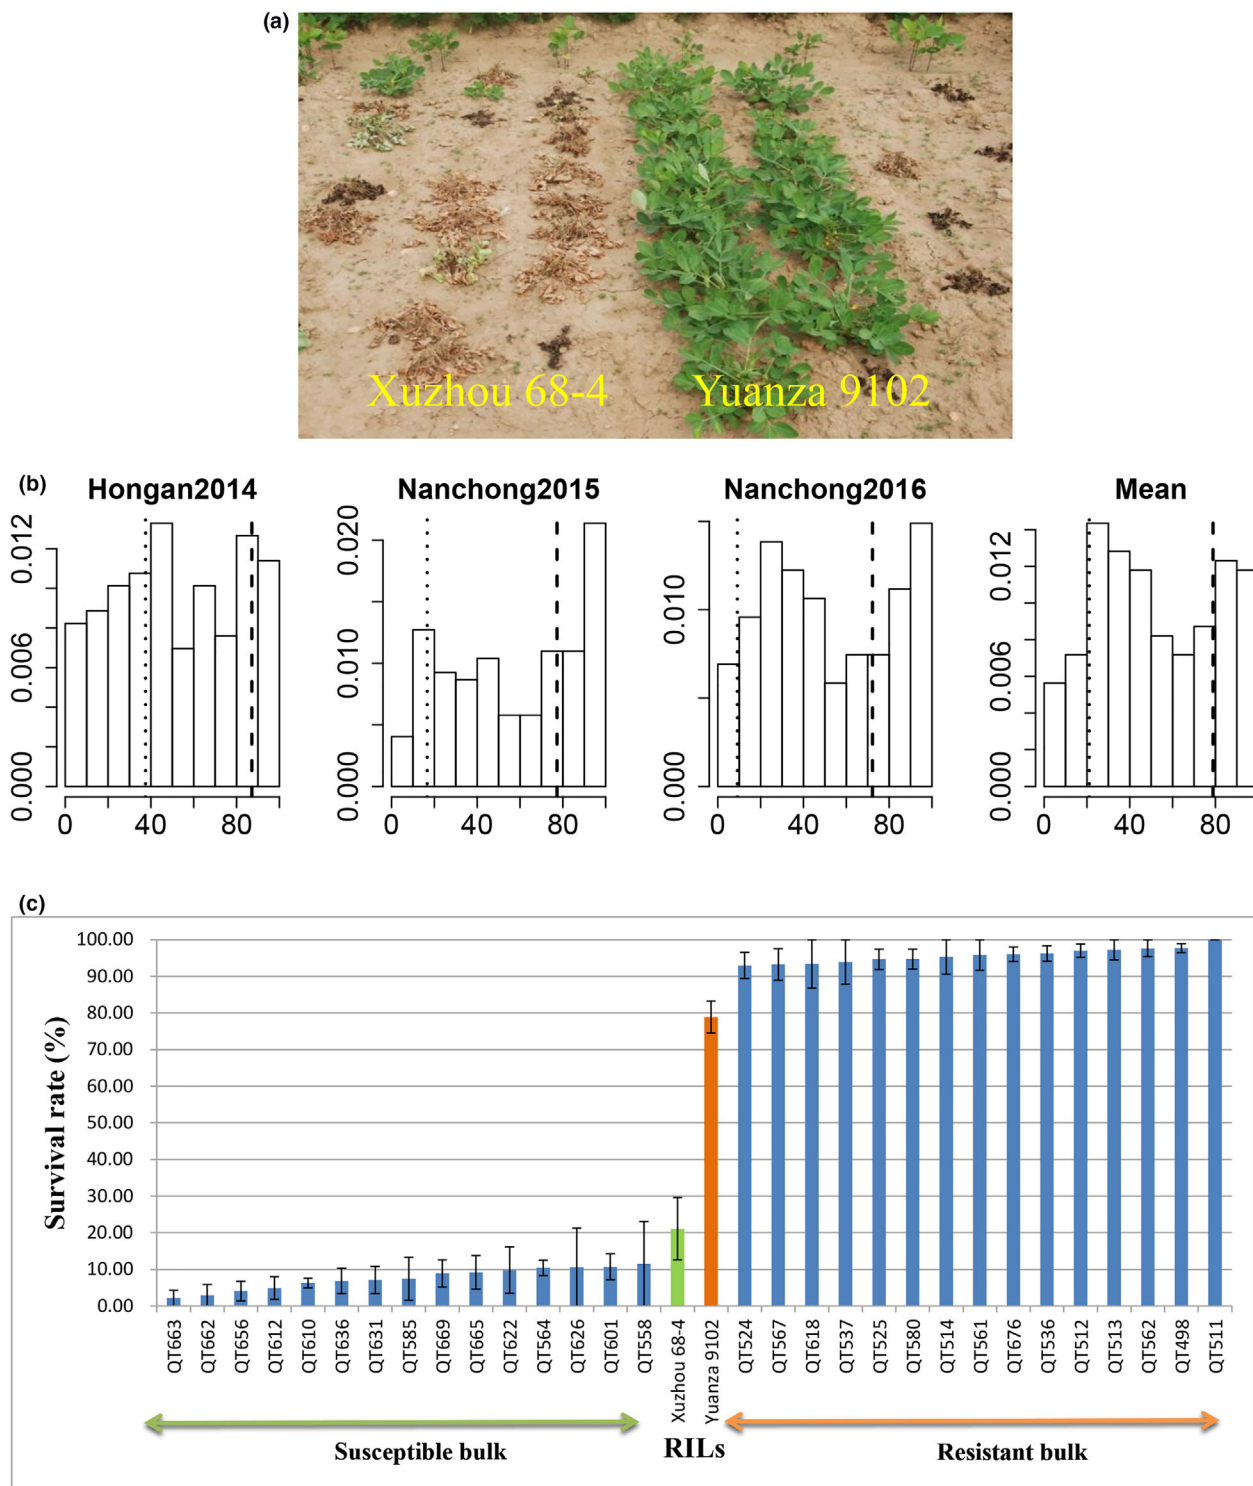 (a)
Xuzhou 68-4 Yuanza 9102
(b)
Hongan2014 Nanchong2015 Nanchong2016 Mean
0.000 0.006 0.012
0 40 80
0.000 0.010 0.020
0 40 80
0.000 0.010
0 40 80
0.000 0.006 0.012
0 40 80
(c)
Survival rate (%)
100.00
90.00
80.00
70.00
60.00
50.00
40.00
30.00
20.00
10.00
0.00
QT663 QT662 QT656 QT612 QT610 QT636 QT631 QT585 QT669 QT665 QT622 QT564 QT626 QT601 QT558 Xuzhou 68-4 Yuanza 9102 QT524 QT567 QT618 QT537 QT525 QT580 QT514 QT561 QT676 QT536 QT512 QT513 QT562 QT498 QT511
Susceptible bulk RILs Resistant bulk